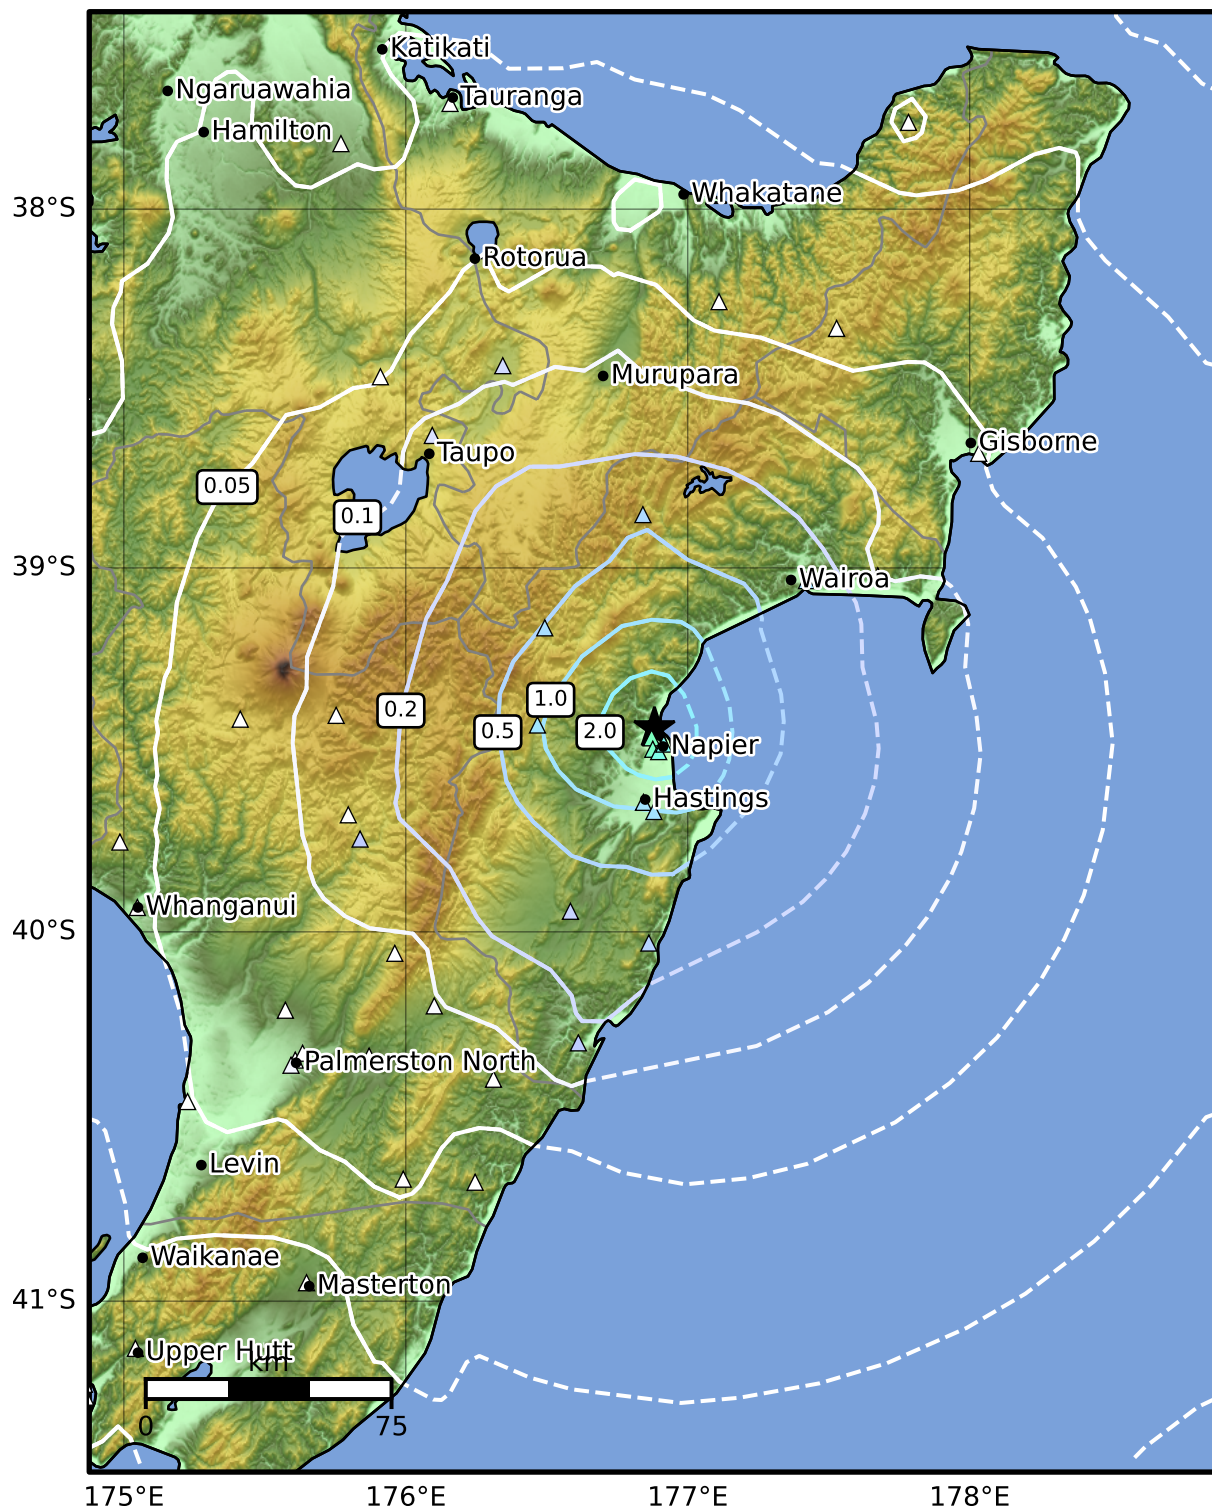 Katikati
Ngaruawahia
Tauranga
Hamilton
Whakatane
38°S
Rotorua
Murupara
Gisborne
Taupo
0.05
0.1
39°S
Wairoa
1.0
0.2
0.5
2.0
Napier
Hastings
Whanganui
40°S
Palmerston North
Levin
Waikanae
Masterton
41°S
Upper Hutt
km
0
75
175°E
176°E
177°E
178°E